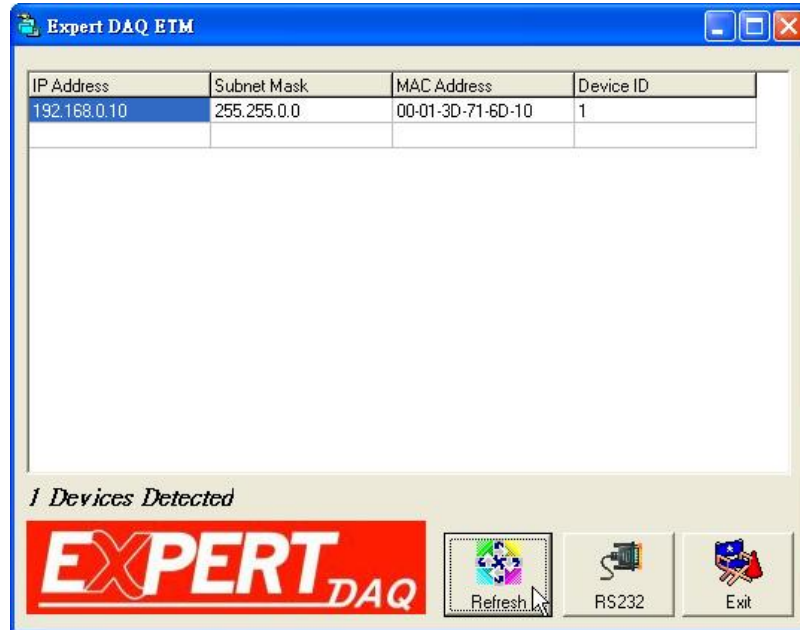 Expert DAQ ETM
IP Address Subnet Mask MAC Address Device ID
192.168.0.10 255.255.0.0 00-01-3D-71-6D-10 1
1 Devices Detected
EXPERT DAQ
Refresh RS232 Exit